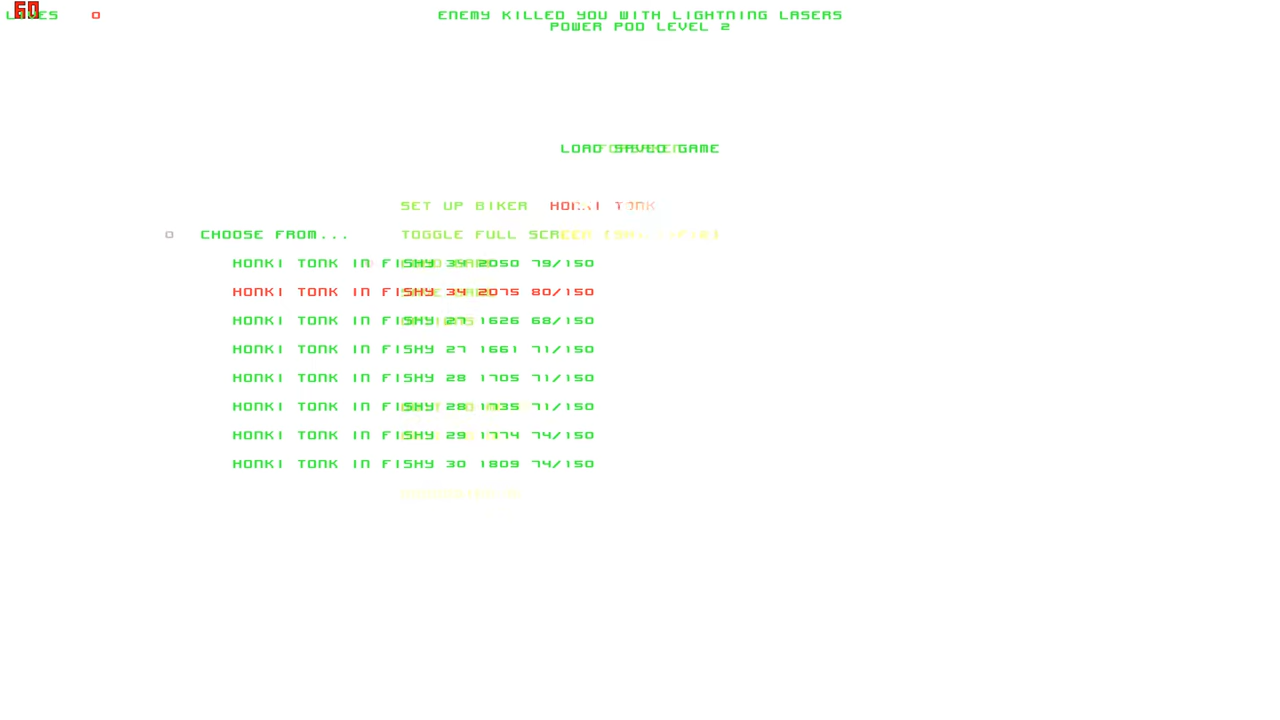 60
LIVES 0
ENEMY KILLED YOU WITH LIGHTNING LASERS
POWER POD LEVEL 2
LOAD SAVED GAME
SET UP BIKER HONKI TONK
CHOOSE FROM... TOGGLE FULL SCREEN
HONKI TONK IN FISHY 34 2050 79/150
HONKI TONK IN FISHY 34 2075 80/150
HONKI TONK IN FISHY 27 1626 68/150
HONKI TONK IN FISHY 27 1661 71/150
HONKI TONK IN FISHY 28 1705 71/150
HONKI TONK IN FISHY 28 1735 71/150
HONKI TONK IN FISHY 29 1774 74/150
HONKI TONK IN FISHY 30 1809 74/150